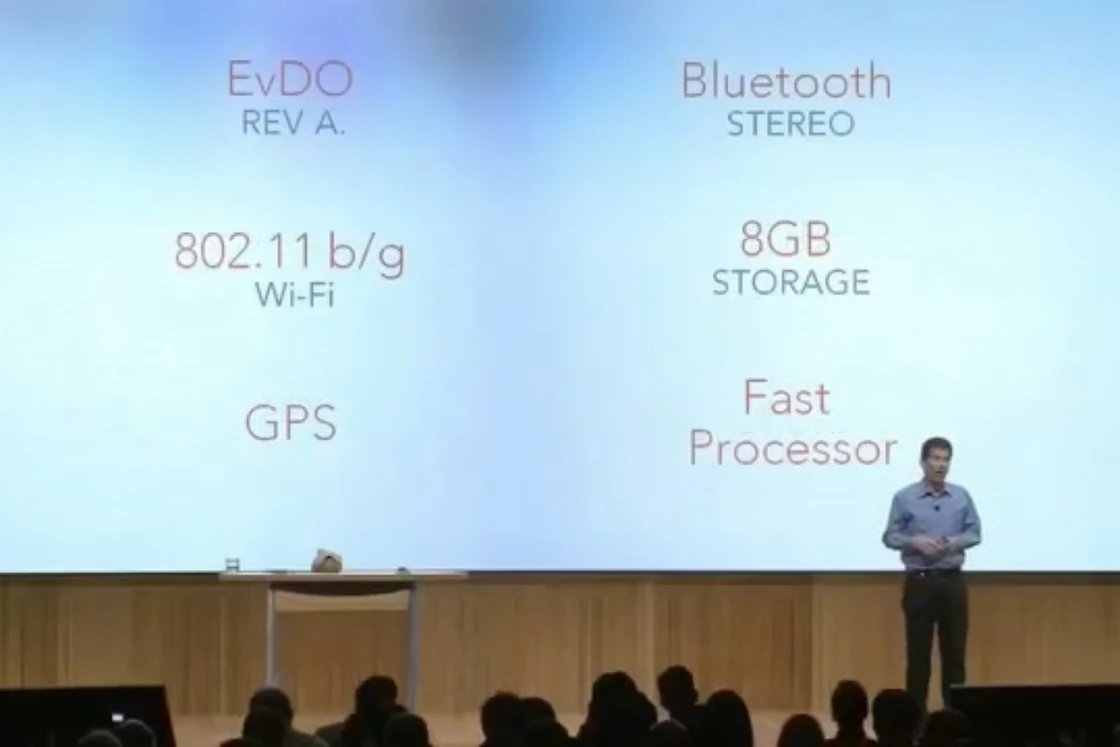 EvDO
REV A.
Bluetooth
STEREO
802.11 b/g
Wi-Fi
8GB
STORAGE
GPS
Fast
Processor